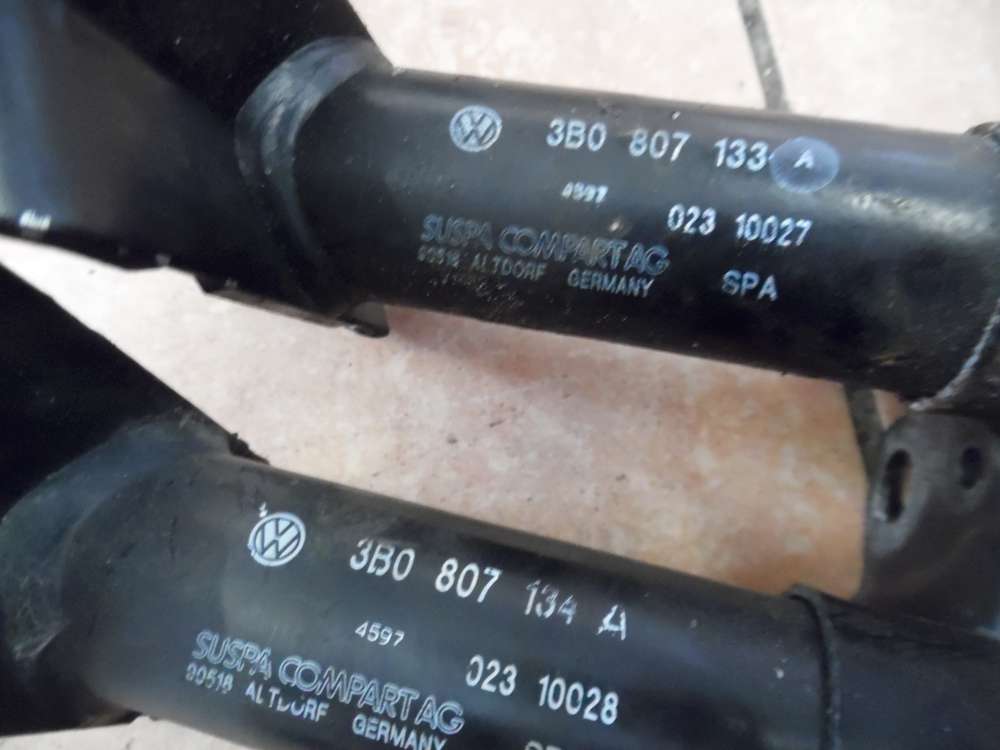 3B0 807 133 A
4597
023 10027
SUSPA COMPART AG
90518 ALTDORF GERMANY
SPA
3B0 807 134 A
4597
023 10028
SUSPA COMPART AG
90518 ALTDORF GERMANY